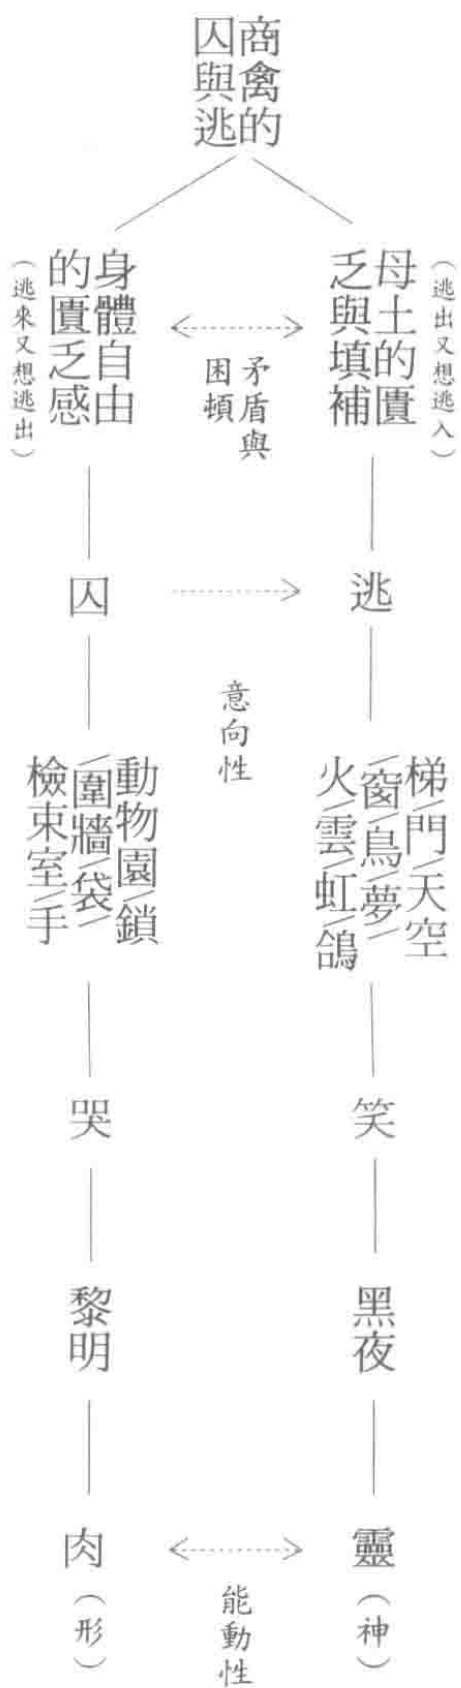 商禽的
囚與逃
（逃出又想逃入）
母土的匱
乏與填補
矛盾與
困頓
身體自由
的匱乏感
（逃來又想逃出）
逃
囚
意向性
梯/門/天空
/窗/鳥/夢/
火/雲/虹/鴿
動物園/鎖
/圍牆/袋/
檢束室/手
笑
哭
黑夜
黎明
靈（神）
能動性
肉（形）